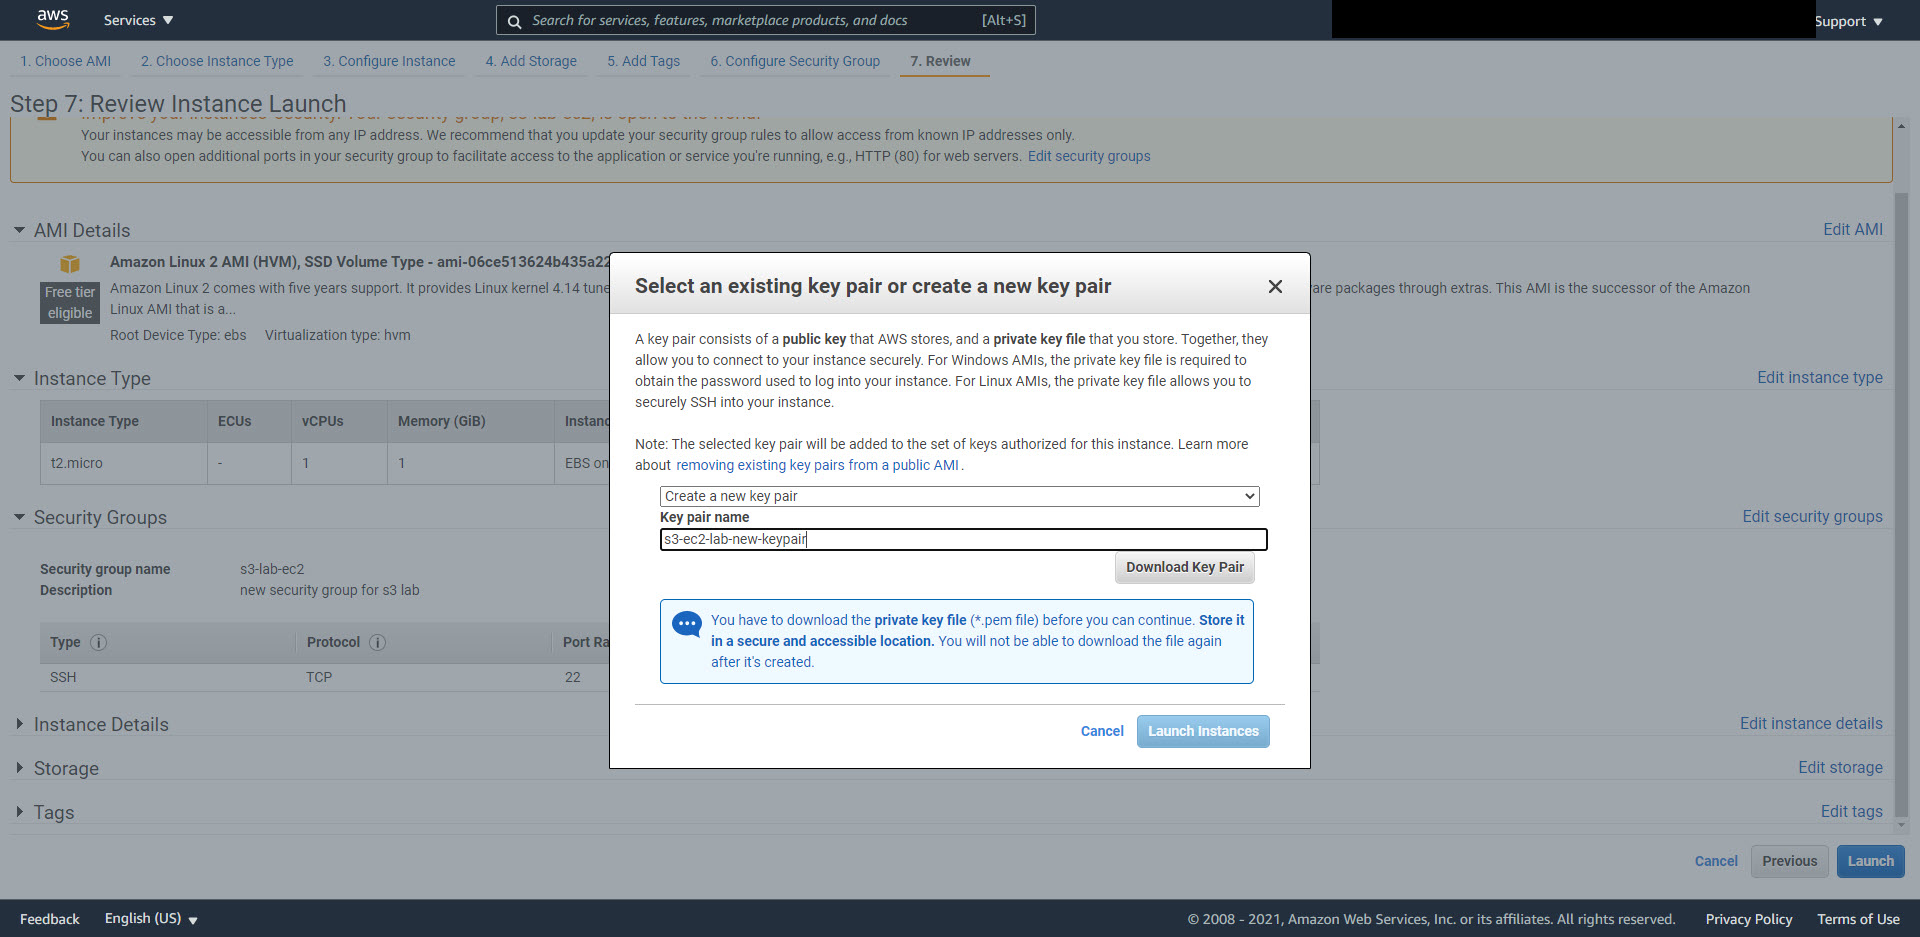 aws
Services
Search for services, features, marketplace products, and docs [Alt+S]
Support
1. Choose AMI 2. Choose Instance Type 3. Configure Instance 4. Add Storage 5. Add Tags 6. Configure Security Group 7. Review
Step 7: Review Instance Launch
Improve your instances' security. Your security group, s3-lab-ec2, is open to the world.
Your instances may be accessible from any IP address. We recommend that you update your security group rules to allow access from known IP addresses only.
You can also open additional ports in your security group to facilitate access to the application or service you're running, e.g., HTTP (80) for web servers. Edit security groups
AMI Details
Edit AMI
Amazon Linux 2 AMI (HVM), SSD Volume Type - ami-06ce513624b435a22
Free tier eligible
Amazon Linux 2 comes with five years support. It provides Linux kernel 4.14 tune
are packages through extras. This AMI is the successor of the Amazon
Linux AMI that is a...
Root Device Type: ebs Virtualization type: hvm
Instance Type
Edit instance type
Instance Type ECUs vCPUs Memory (GiB) Instanc
t2.micro - 1 1 EBS on
Security Groups
Edit security groups
Security group name s3-lab-ec2
Description new security group for s3 lab
Type Protocol Port Ra
SSH TCP 22
Instance Details
Edit instance details
Storage
Edit storage
Tags
Edit tags
Cancel Previous Launch
Select an existing key pair or create a new key pair
A key pair consists of a public key that AWS stores, and a private key file that you store. Together, they
allow you to connect to your instance securely. For Windows AMIs, the private key file is required to
obtain the password used to log into your instance. For Linux AMIs, the private key file allows you to
securely SSH into your instance.
Note: The selected key pair will be added to the set of keys authorized for this instance. Learn more
about removing existing key pairs from a public AMI .
Create a new key pair
Key pair name
s3-ec2-lab-new-keypair
Download Key Pair
You have to download the private key file (*.pem file) before you can continue. Store it
in a secure and accessible location. You will not be able to download the file again
after it's created.
Cancel Launch Instances
Feedback English (US)
© 2008 - 2021, Amazon Web Services, Inc. or its affiliates. All rights reserved. Privacy Policy Terms of Use